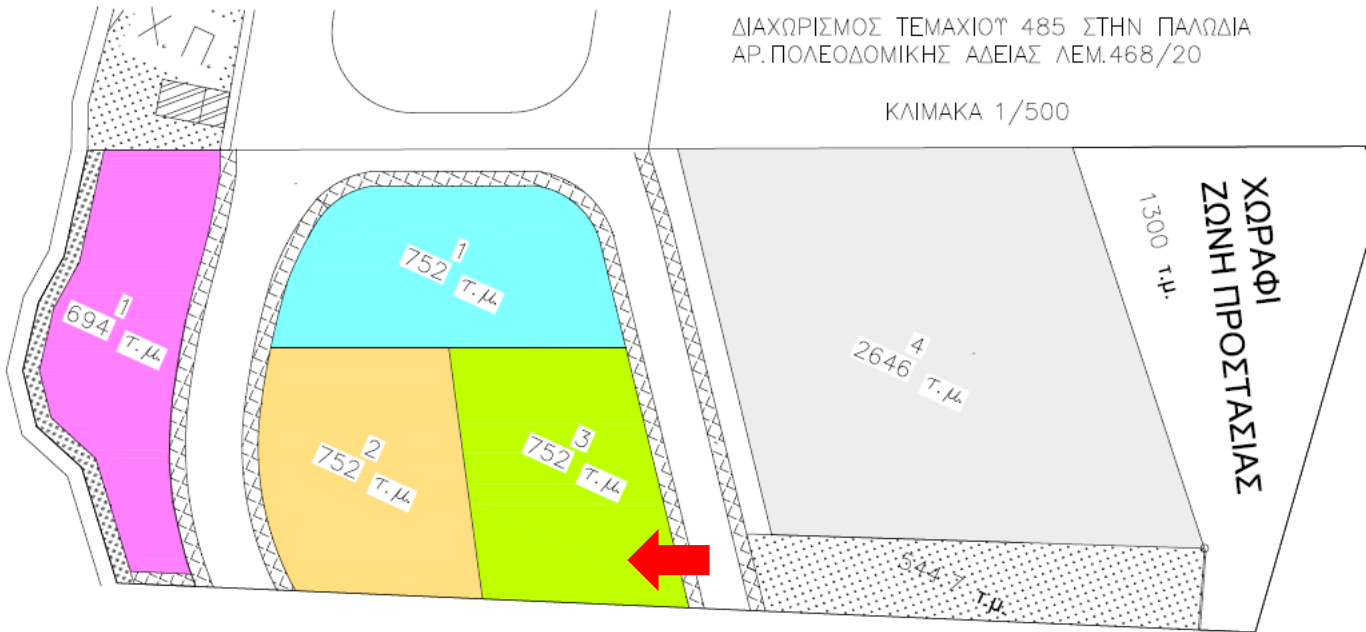 ΔΙΑΧΩΡΙΣΜΟΣ ΤΕΜΑΧΙΟΥ 485 ΣΤΗΝ ΠΑΛΩΔΙΑ
ΑΡ.ΠΟΛΕΟΔΟΜΙΚΗΣ ΑΔΕΙΑΣ ΛΕΜ.468/20
ΚΛΙΜΑΚΑ 1/500
Χ. Π.
1
694 τ.μ.
1
752 τ.μ.
2
752 τ.μ.
3
752 τ.μ.
4
2646 τ.μ.
544.7 τ.μ.
1300 τ.μ.
ΧΩΡΑΦΙ
ΖΩΝΗ ΠΡΟΣΤΑΣΙΑΣ